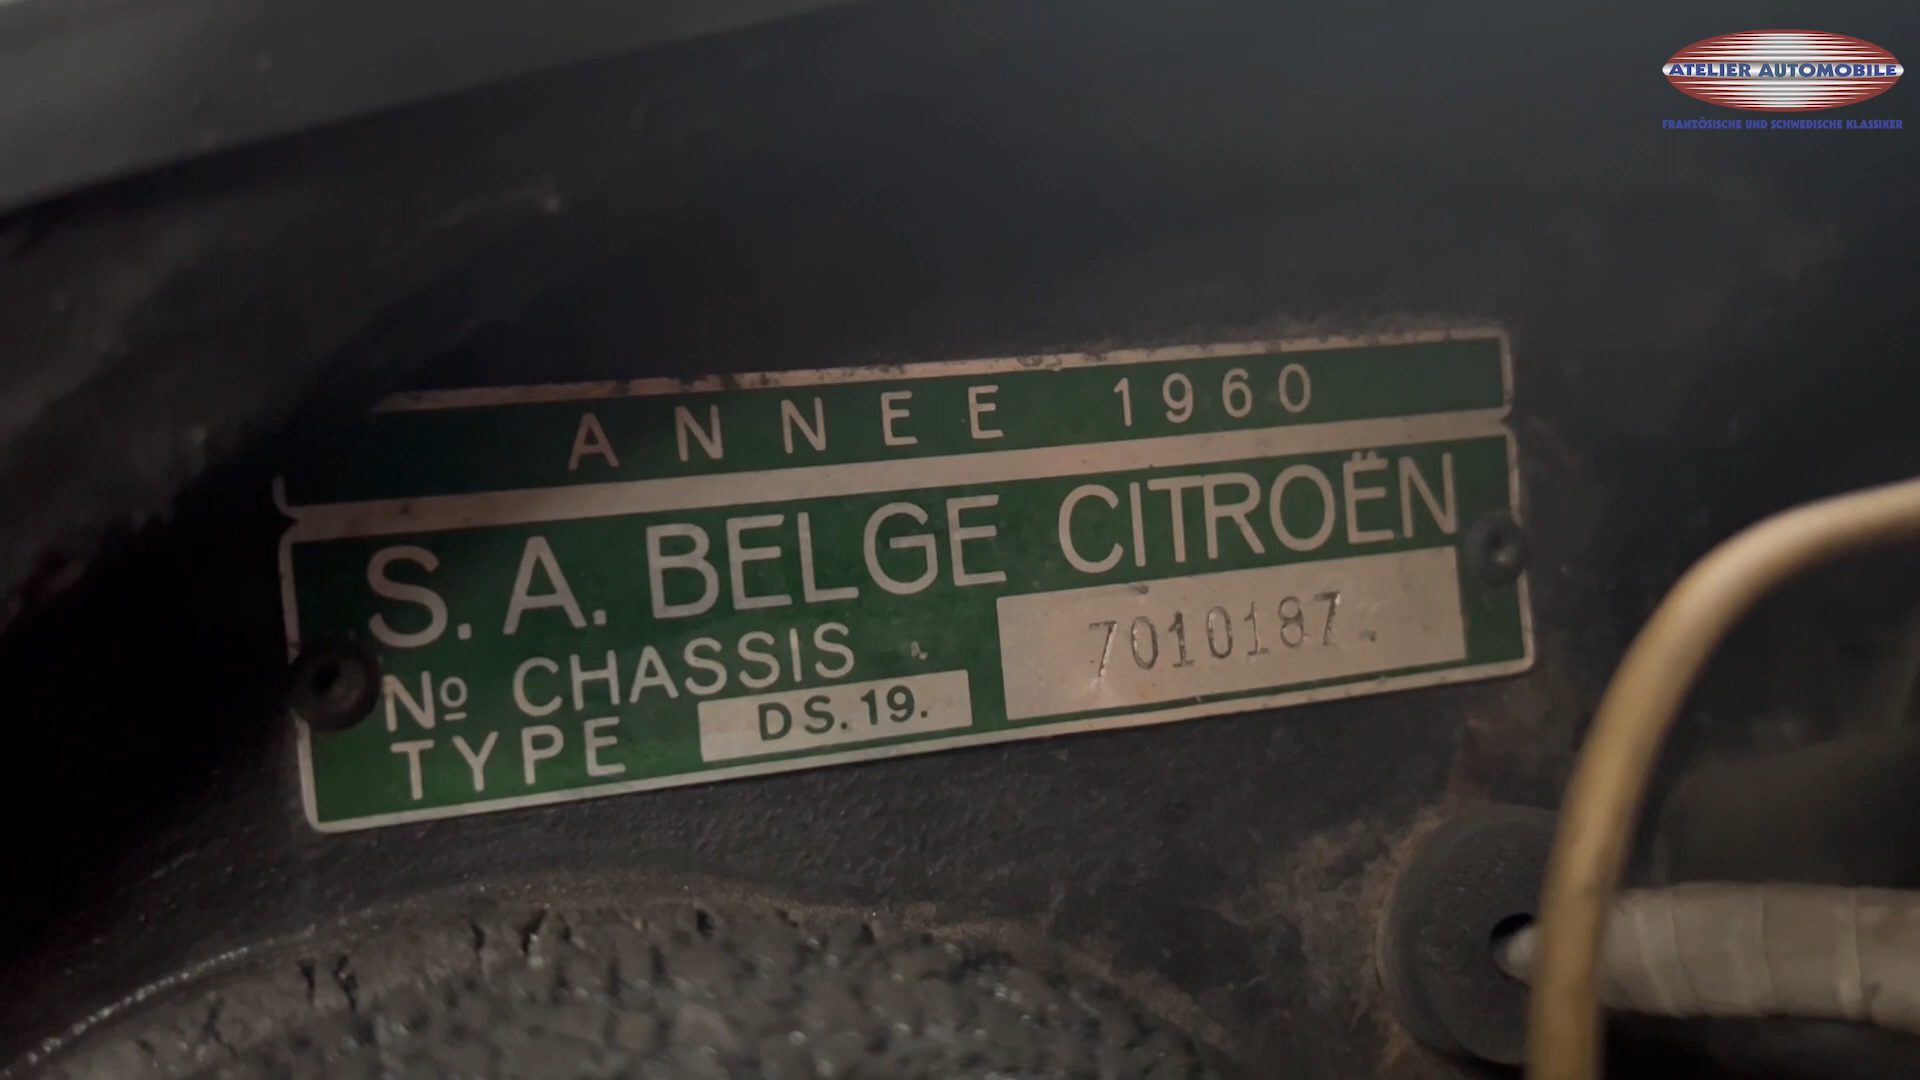 ATELIER AUTOMOBILE
FRANZÖSISCHE UND SCHWEDISCHE KLASSIKER
ANNEE 1960
S.A. BELGE CITROËN
No CHASSIS 7010187.
TYPE DS.19.